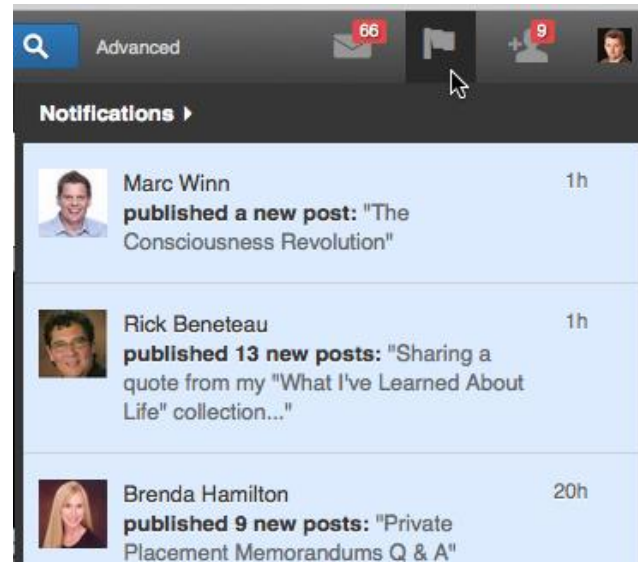 Advanced
66
9
Notifications
Marc Winn
1h
published a new post: "The
Consciousness Revolution"
Rick Beneteau
1h
published 13 new posts: "Sharing a
quote from my "What I've Learned About
Life" collection..."
Brenda Hamilton
20h
published 9 new posts: "Private
Placement Memorandums Q & A"